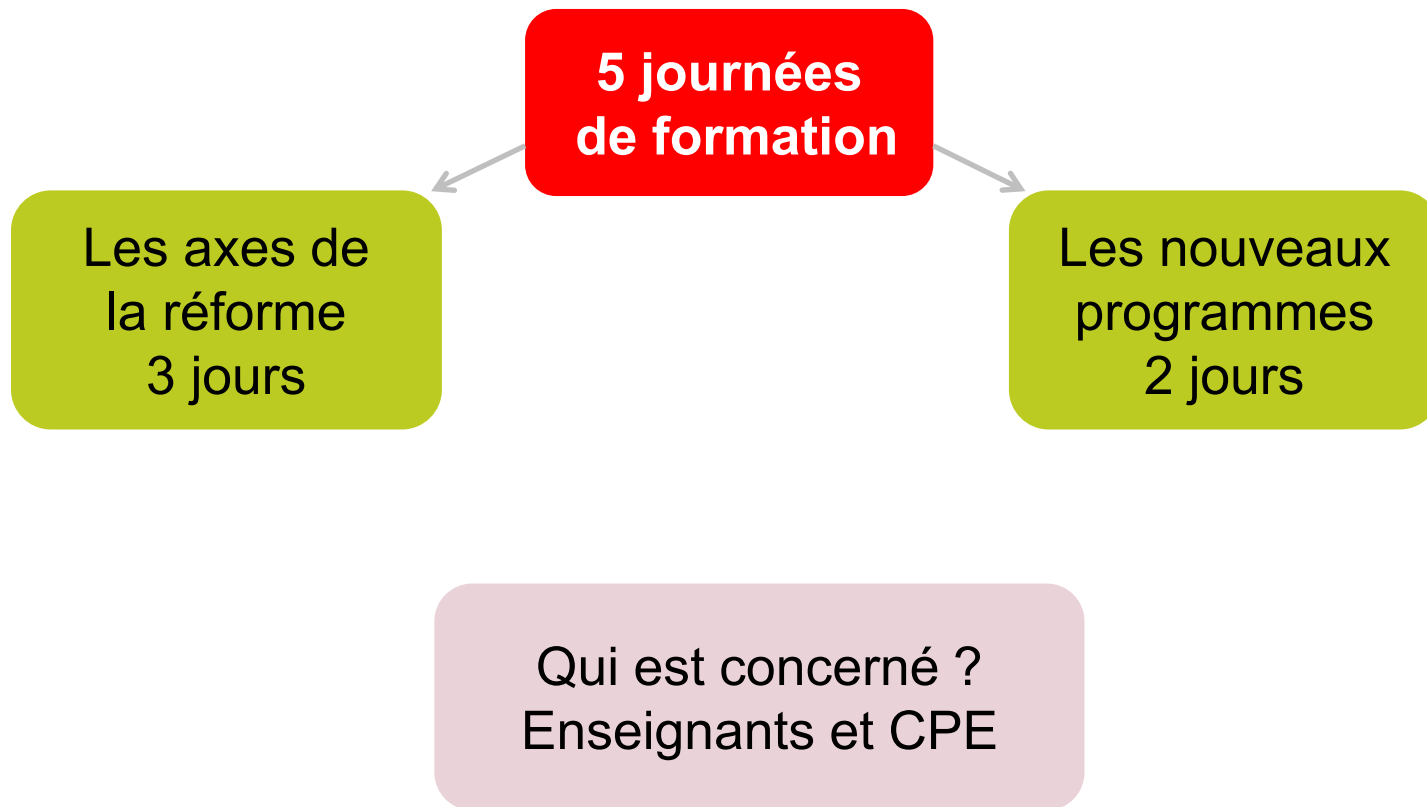 5 journées
de formation
Les axes de
la réforme
3 jours
Les nouveaux
programmes
2 jours
Qui est concerné ?
Enseignants et CPE